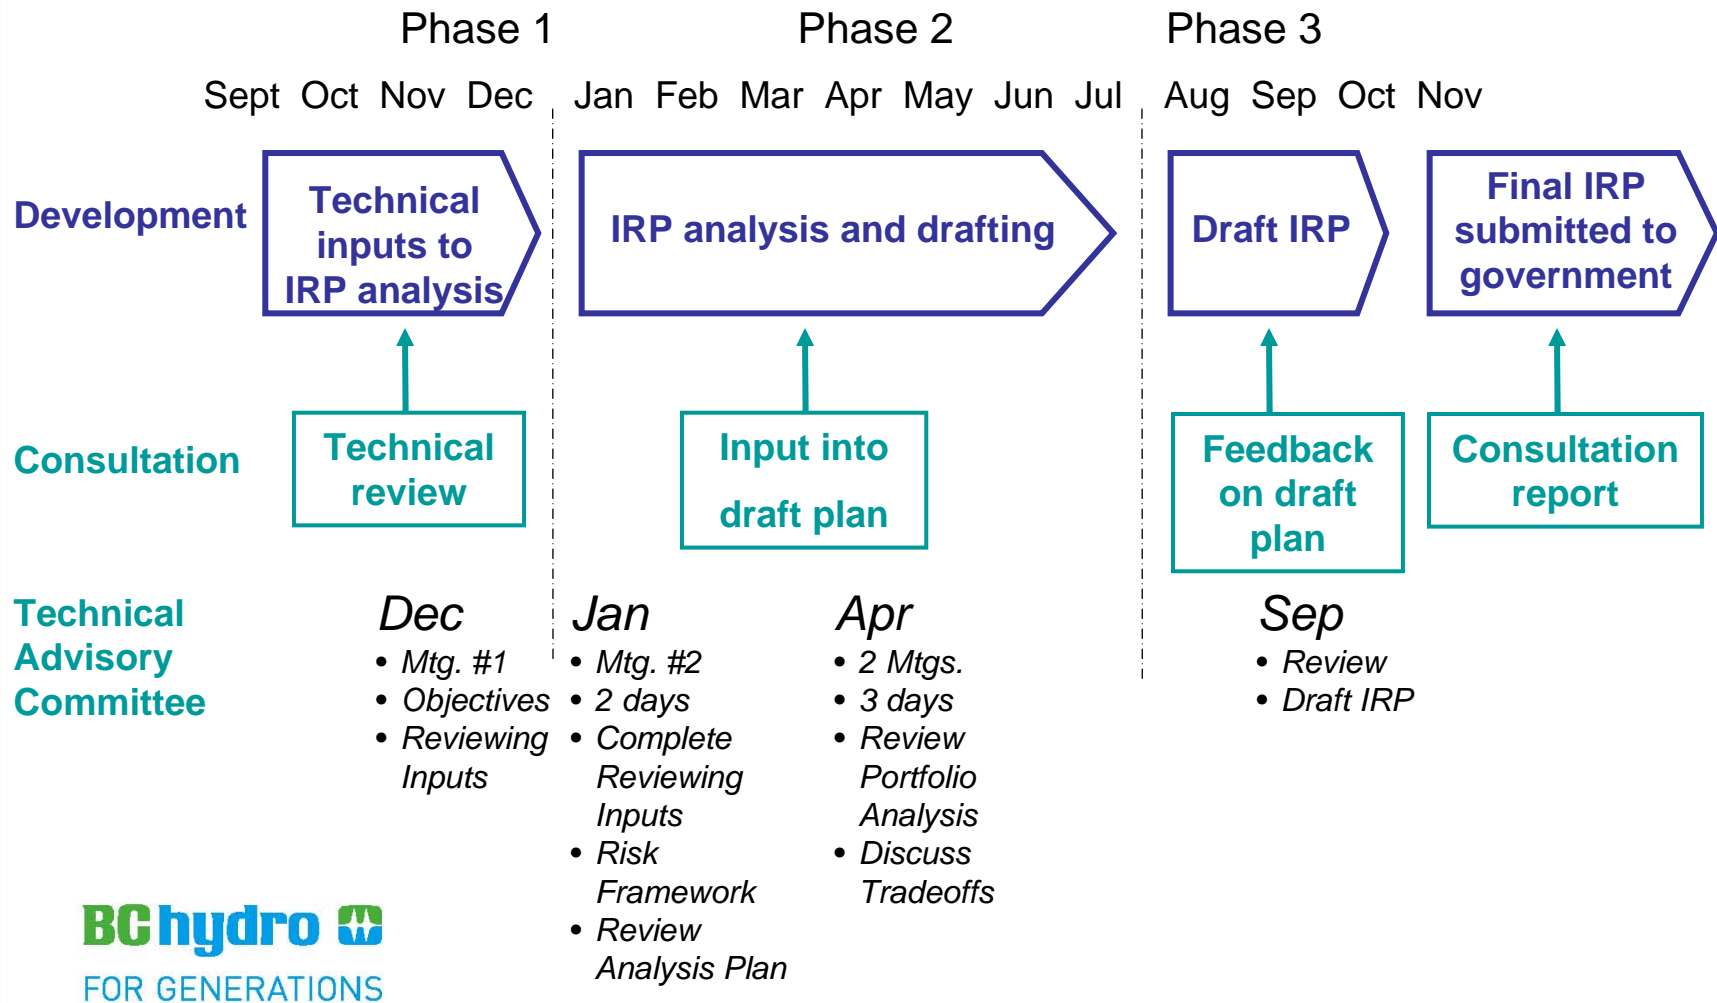 Phase 1 Phase 2 Phase 3
Sept Oct Nov Dec Jan Feb Mar Apr May Jun Jul Aug Sep Oct Nov
Development
Technical
inputs to
IRP analysis
IRP analysis and drafting
Draft IRP
Final IRP
submitted to
government
Consultation
Technical
review
Input into
draft plan
Feedback
on draft
plan
Consultation
report
Technical
Advisory
Committee
Dec
• Mtg. #1
• Objectives
• Reviewing
Inputs
Jan
• Mtg. #2
• 2 days
• Complete
Reviewing
Inputs
• Risk
Framework
• Review
Analysis Plan
Apr
• 2 Mtgs.
• 3 days
• Review
Portfolio
Analysis
• Discuss
Tradeoffs
Sep
• Review
• Draft IRP
BC hydro
FOR GENERATIONS